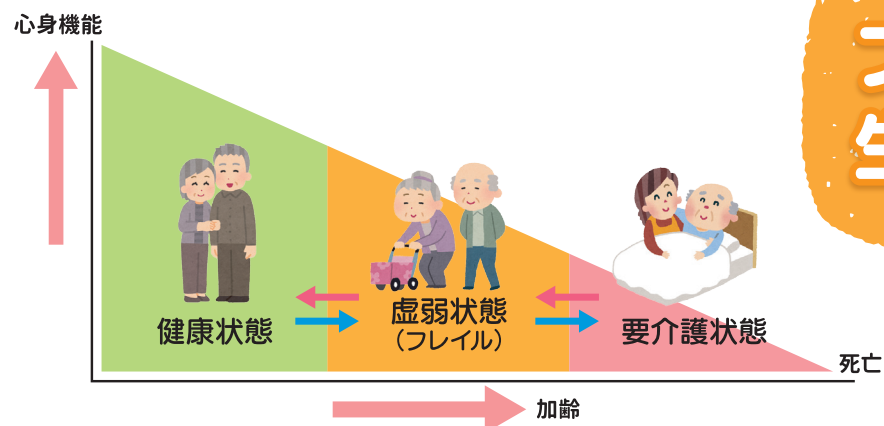 心身機能
健康状態
虚弱状態
（フレイル）
要介護状態
死亡
加齢